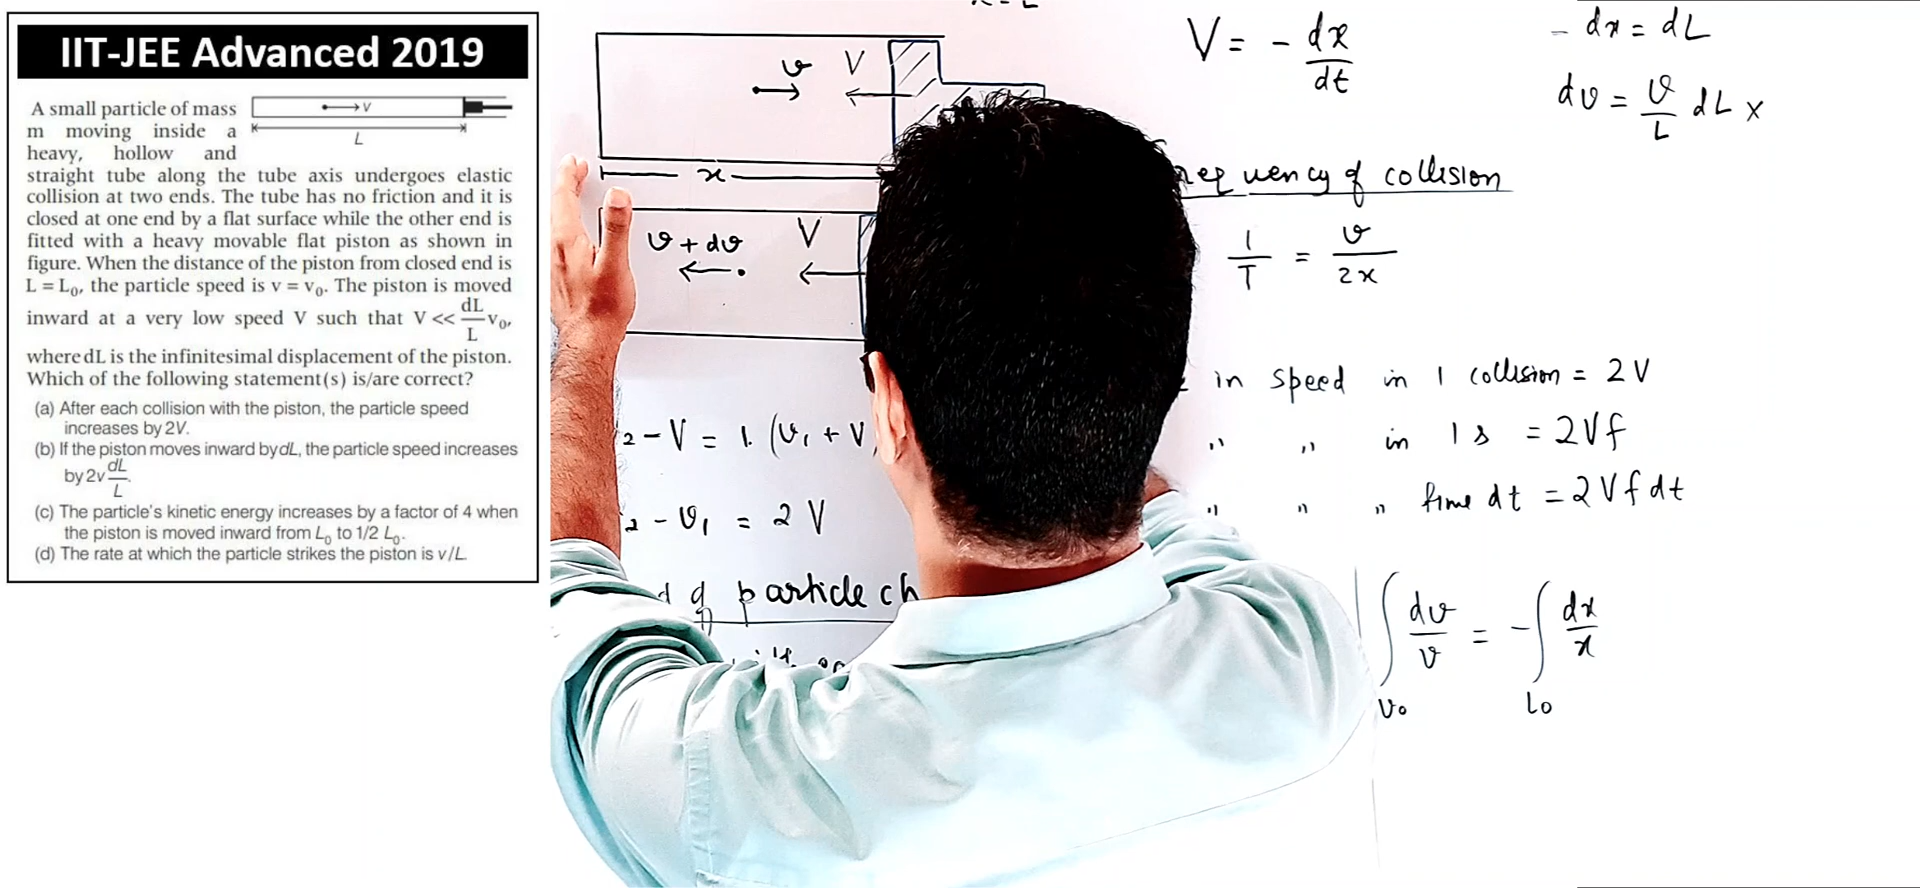 IIT-JEE Advanced 2019
A small particle of mass
m moving inside a
heavy, hollow and
straight tube along the tube axis undergoes elastic
collision at two ends. The tube has no friction and it is
closed at one end by a flat surface while the other end is
fitted with a heavy movable flat piston as shown in
figure. When the distance of the piston from closed end is
L = L₀, the particle speed is v = v₀. The piston is moved
inward at a very low speed V such that V << dL/L v₀,
where dL is the infinitesimal displacement of the piston.
Which of the following statement(s) is/are correct?
(a) After each collision with the piston, the particle speed
increases by 2V.
(b) If the piston moves inward by dL, the particle speed increases
by 2v dL/L.
(c) The particle's kinetic energy increases by a factor of 4 when
the piston is moved inward from L₀ to 1/2 L₀.
(d) The rate at which the particle strikes the piston is v/L.
v
L
v V
x
v + dv V
2 - V = 1. (v₁ + V
2 - v₁ = 2 V
particle ch
V = - dx/dt
- dx = dL
dv = v/L dL x
requency of collision
1/T = v/2x
in speed in 1 collision = 2V
" " in 1 s = 2Vf
" " " time dt = 2Vf dt
∫ dv/v = - ∫ dx/x
v₀ L₀